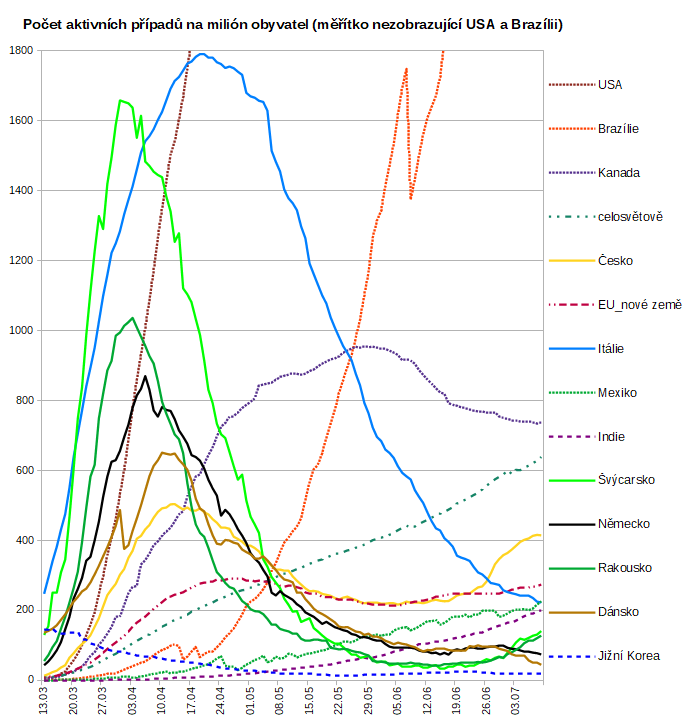 Počet aktivních případů na milión obyvatel (měřítko nezobrazující USA a Brazílii)
1800
1600
1400
1200
1000
800
600
400
200
0
13.03
20.03
27.03
03.04
10.04
17.04
24.04
01.05
08.05
15.05
22.05
29.05
05.06
12.06
19.06
26.06
03.07
USA
Brazílie
Kanada
celosvětově
Česko
EU_nové země
Itálie
Mexiko
Indie
Švýcarsko
Německo
Rakousko
Dánsko
Jižní Korea